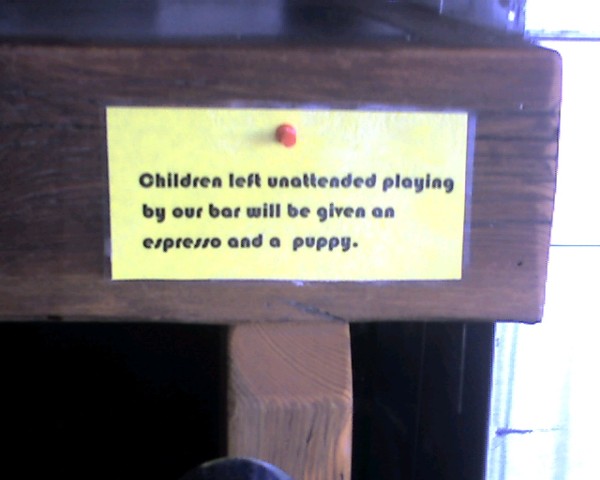 Children left unattended playing
by our bar will be given an
espresso and a puppy.